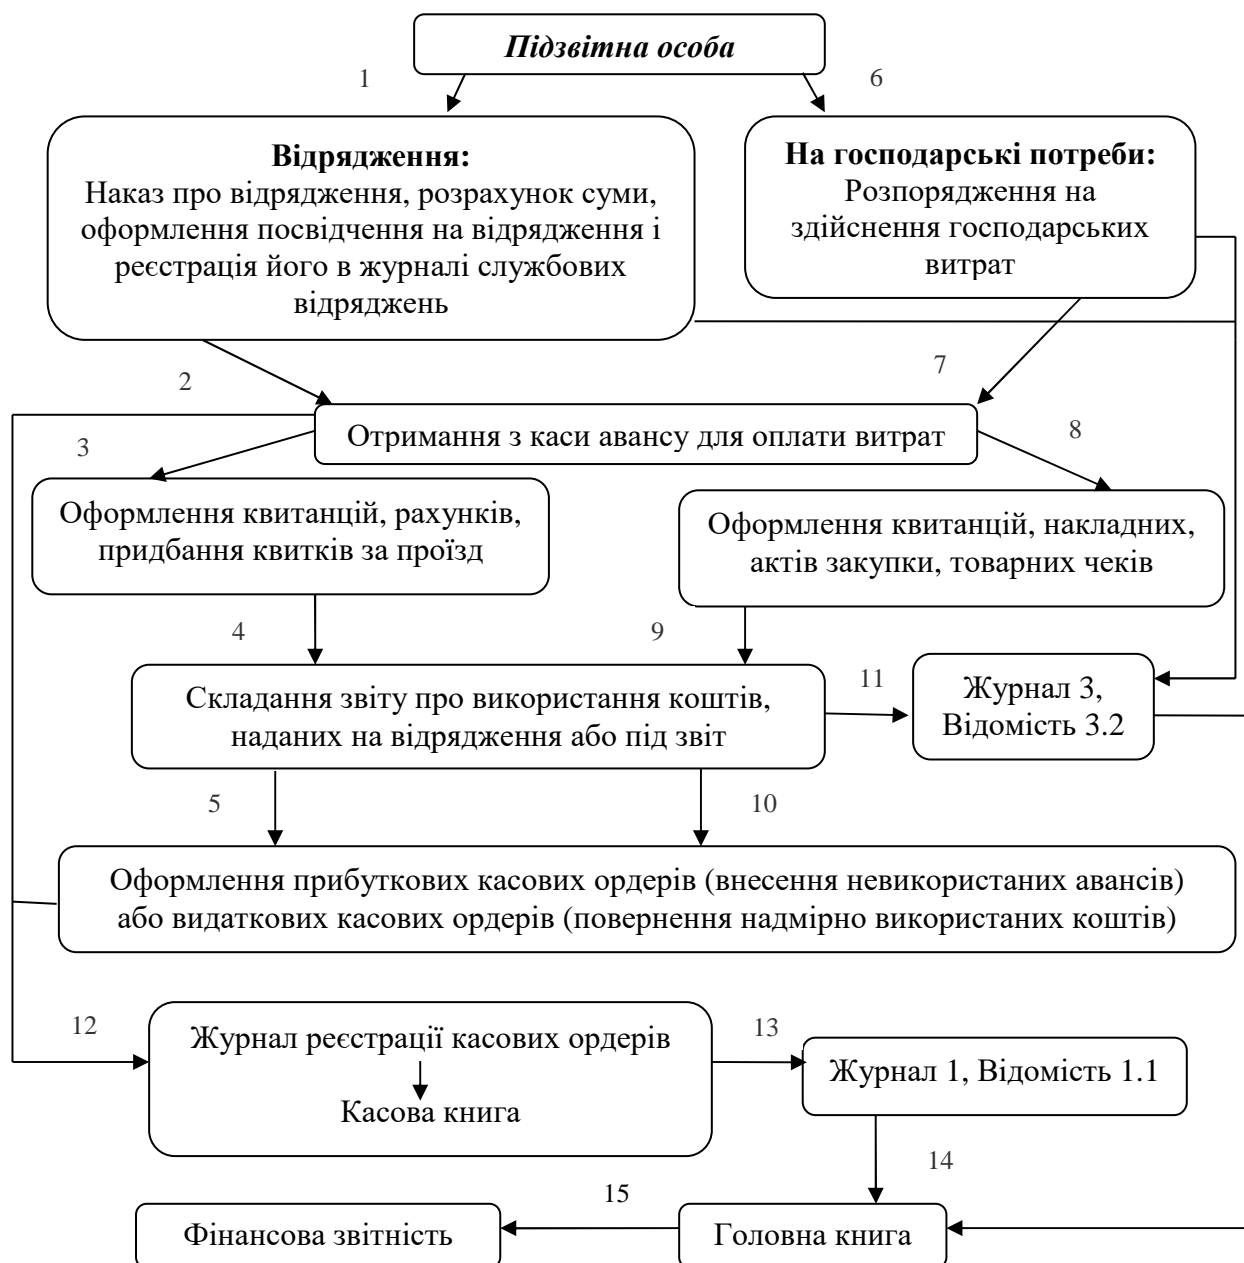 Підзвітна особа
1
6
Відрядження:
Наказ про відрядження, розрахунок суми,
оформлення посвідчення на відрядження і
реєстрація його в журналі службових
відряджень
На господарські потреби:
Розпорядження на
здійснення господарських
витрат
2
7
Отримання з каси авансу для оплати витрат
3
8
Оформлення квитанцій, рахунків,
придбання квитків за проїзд
Оформлення квитанцій, накладних,
актів закупки, товарних чеків
4
9
Складання звіту про використання коштів,
наданих на відрядження або під звіт
11
Журнал 3,
Відомість 3.2
5
10
Оформлення прибуткових касових ордерів (внесення невикористаних авансів)
або видаткових касових ордерів (повернення надмірно використаних коштів)
12
Журнал реєстрації касових ордерів
Касова книга
13
Журнал 1, Відомість 1.1
14
15
Фінансова звітність
Головна книга